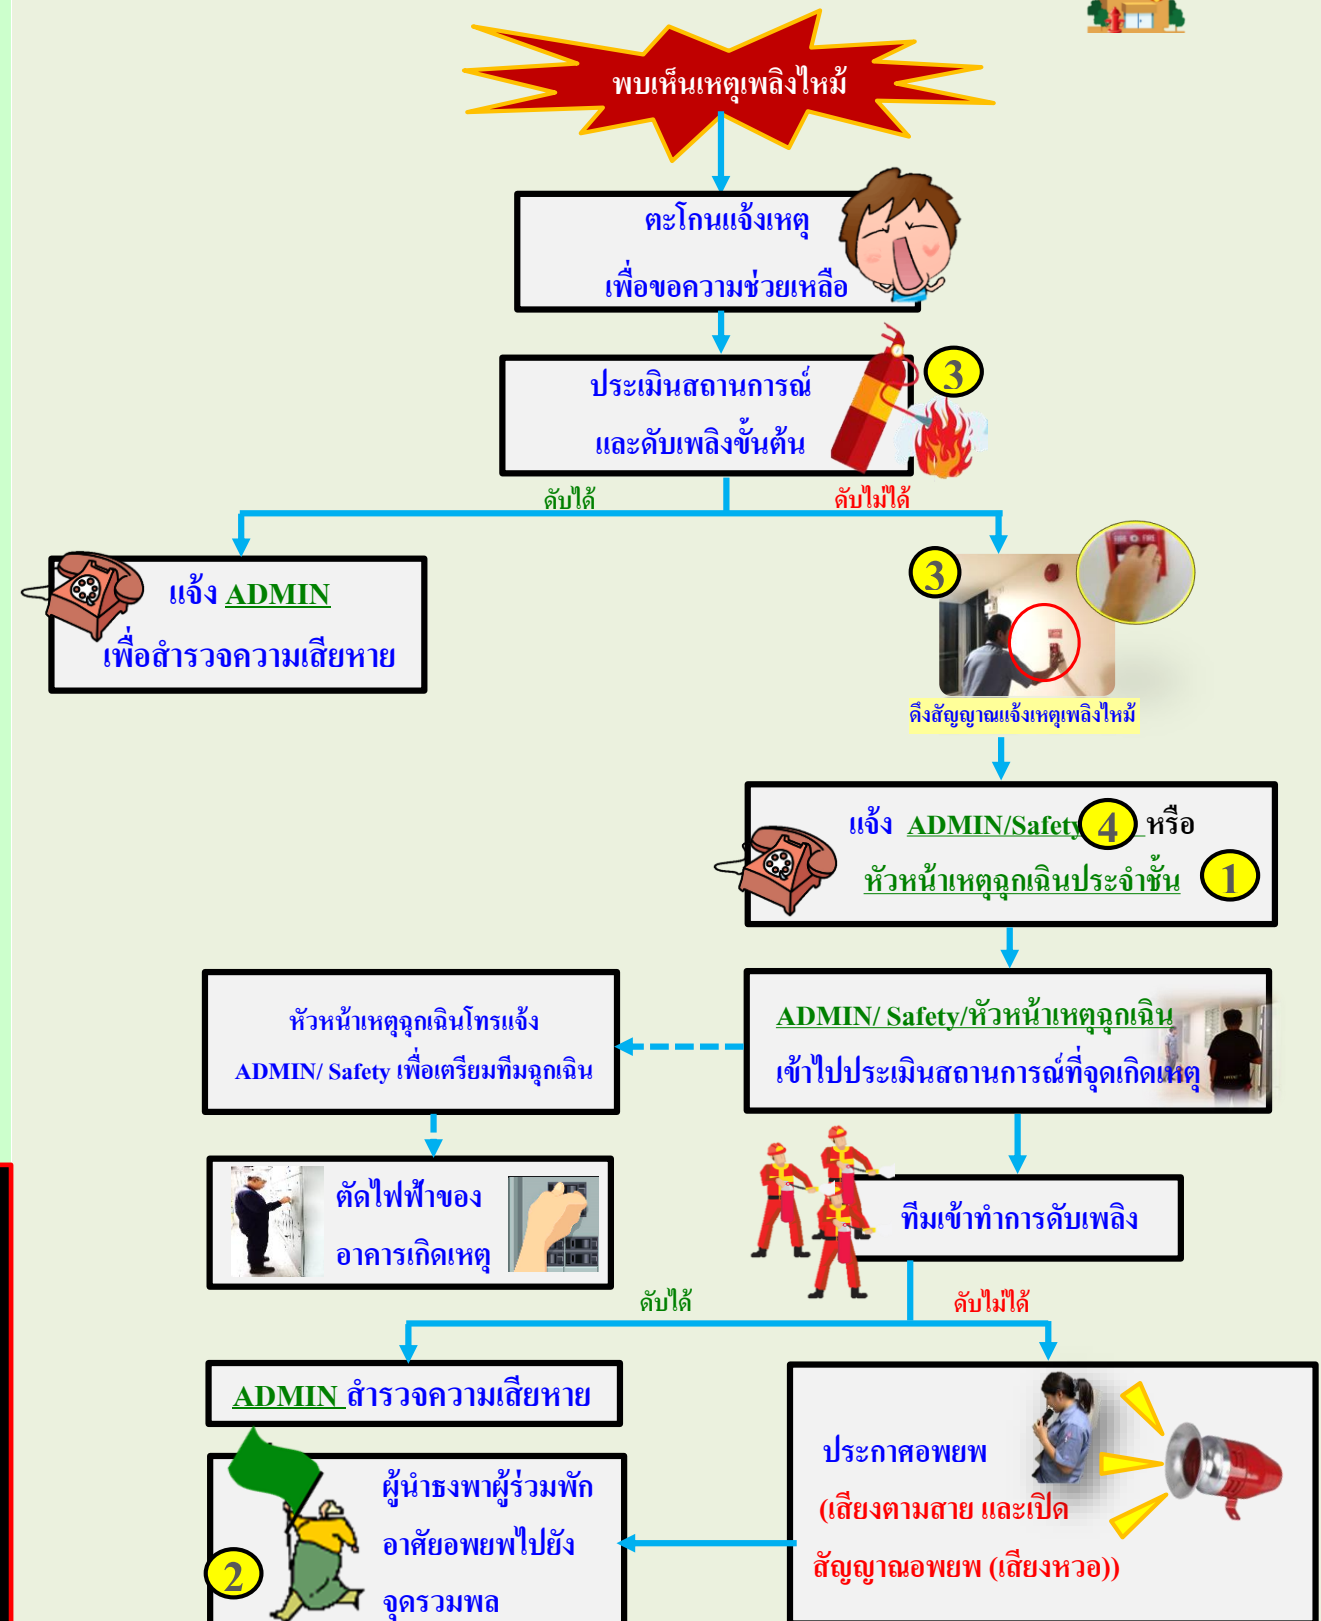 พบเห็นเหตุเพลิงไหม้
ตะโกนแจ้งเหตุ
เพื่อขอความช่วยเหลือ
ประเมินสถานการณ์
และดับเพลิงขั้นต้น
3
ดับได้
ดับไม่ได้
แจ้ง ADMIN
เพื่อสำรวจความเสียหาย
3
ดึงสัญญาณแจ้งเหตุเพลิงไหม้
แจ้ง ADMIN/Safety 4 หรือ
หัวหน้าเหตุฉุกเฉินประจำชั้น 1
ADMIN/ Safety/หัวหน้าเหตุฉุกเฉิน
เข้าไปประเมินสถานการณ์ที่จุดเกิดเหตุ
หัวหน้าเหตุฉุกเฉินโทรแจ้ง
ADMIN/ Safety เพื่อเตรียมทีมฉุกเฉิน
ตัดไฟฟ้าของ
อาคารเกิดเหตุ
ทีมเข้าทำการดับเพลิง
ดับได้
ดับไม่ได้
ADMIN สำรวจความเสียหาย
ประกาศอพยพ
(เสียงตามสาย และเปิด
สัญญาณอพยพ (เสียงหวอ))
ผู้นำธงพาผู้ร่วมพัก
อาศัยอพยพไปยัง
จุดรวมพล
2